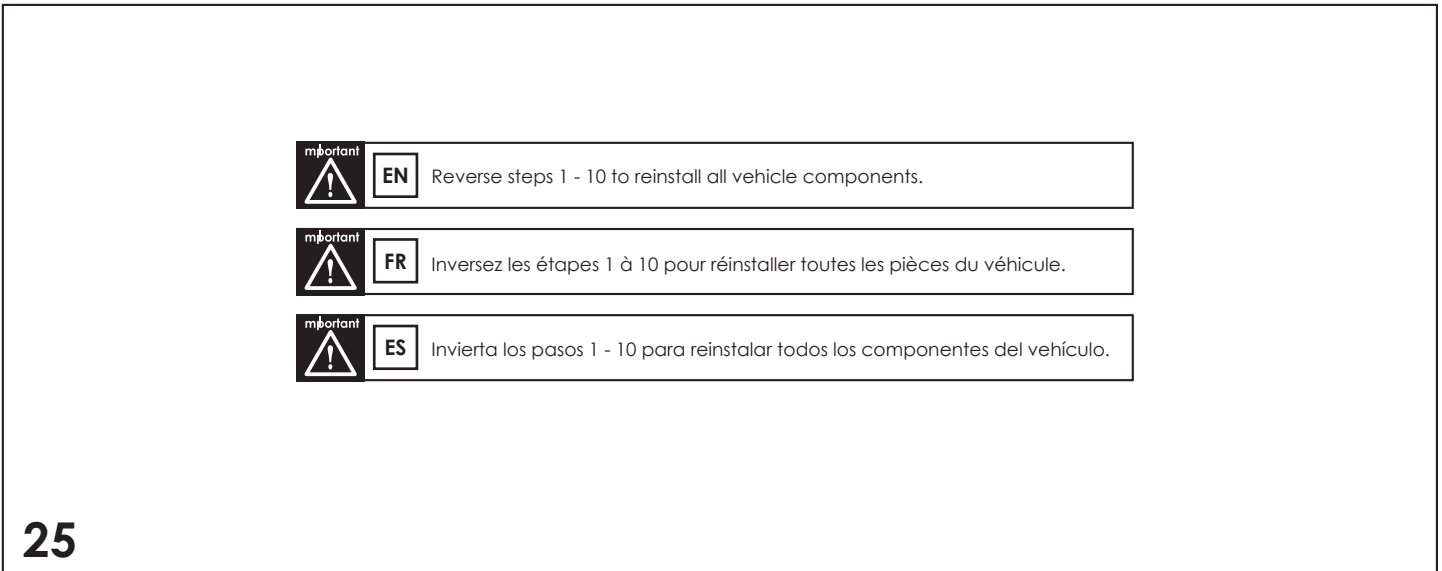 mportant
EN Reverse steps 1 - 10 to reinstall all vehicle components.
mportant
FR Inversez les étapes 1 à 10 pour réinstaller toutes les pièces du véhicule.
mportant
ES Invierta los pasos 1 - 10 para reinstalar todos los componentes del vehículo.
25